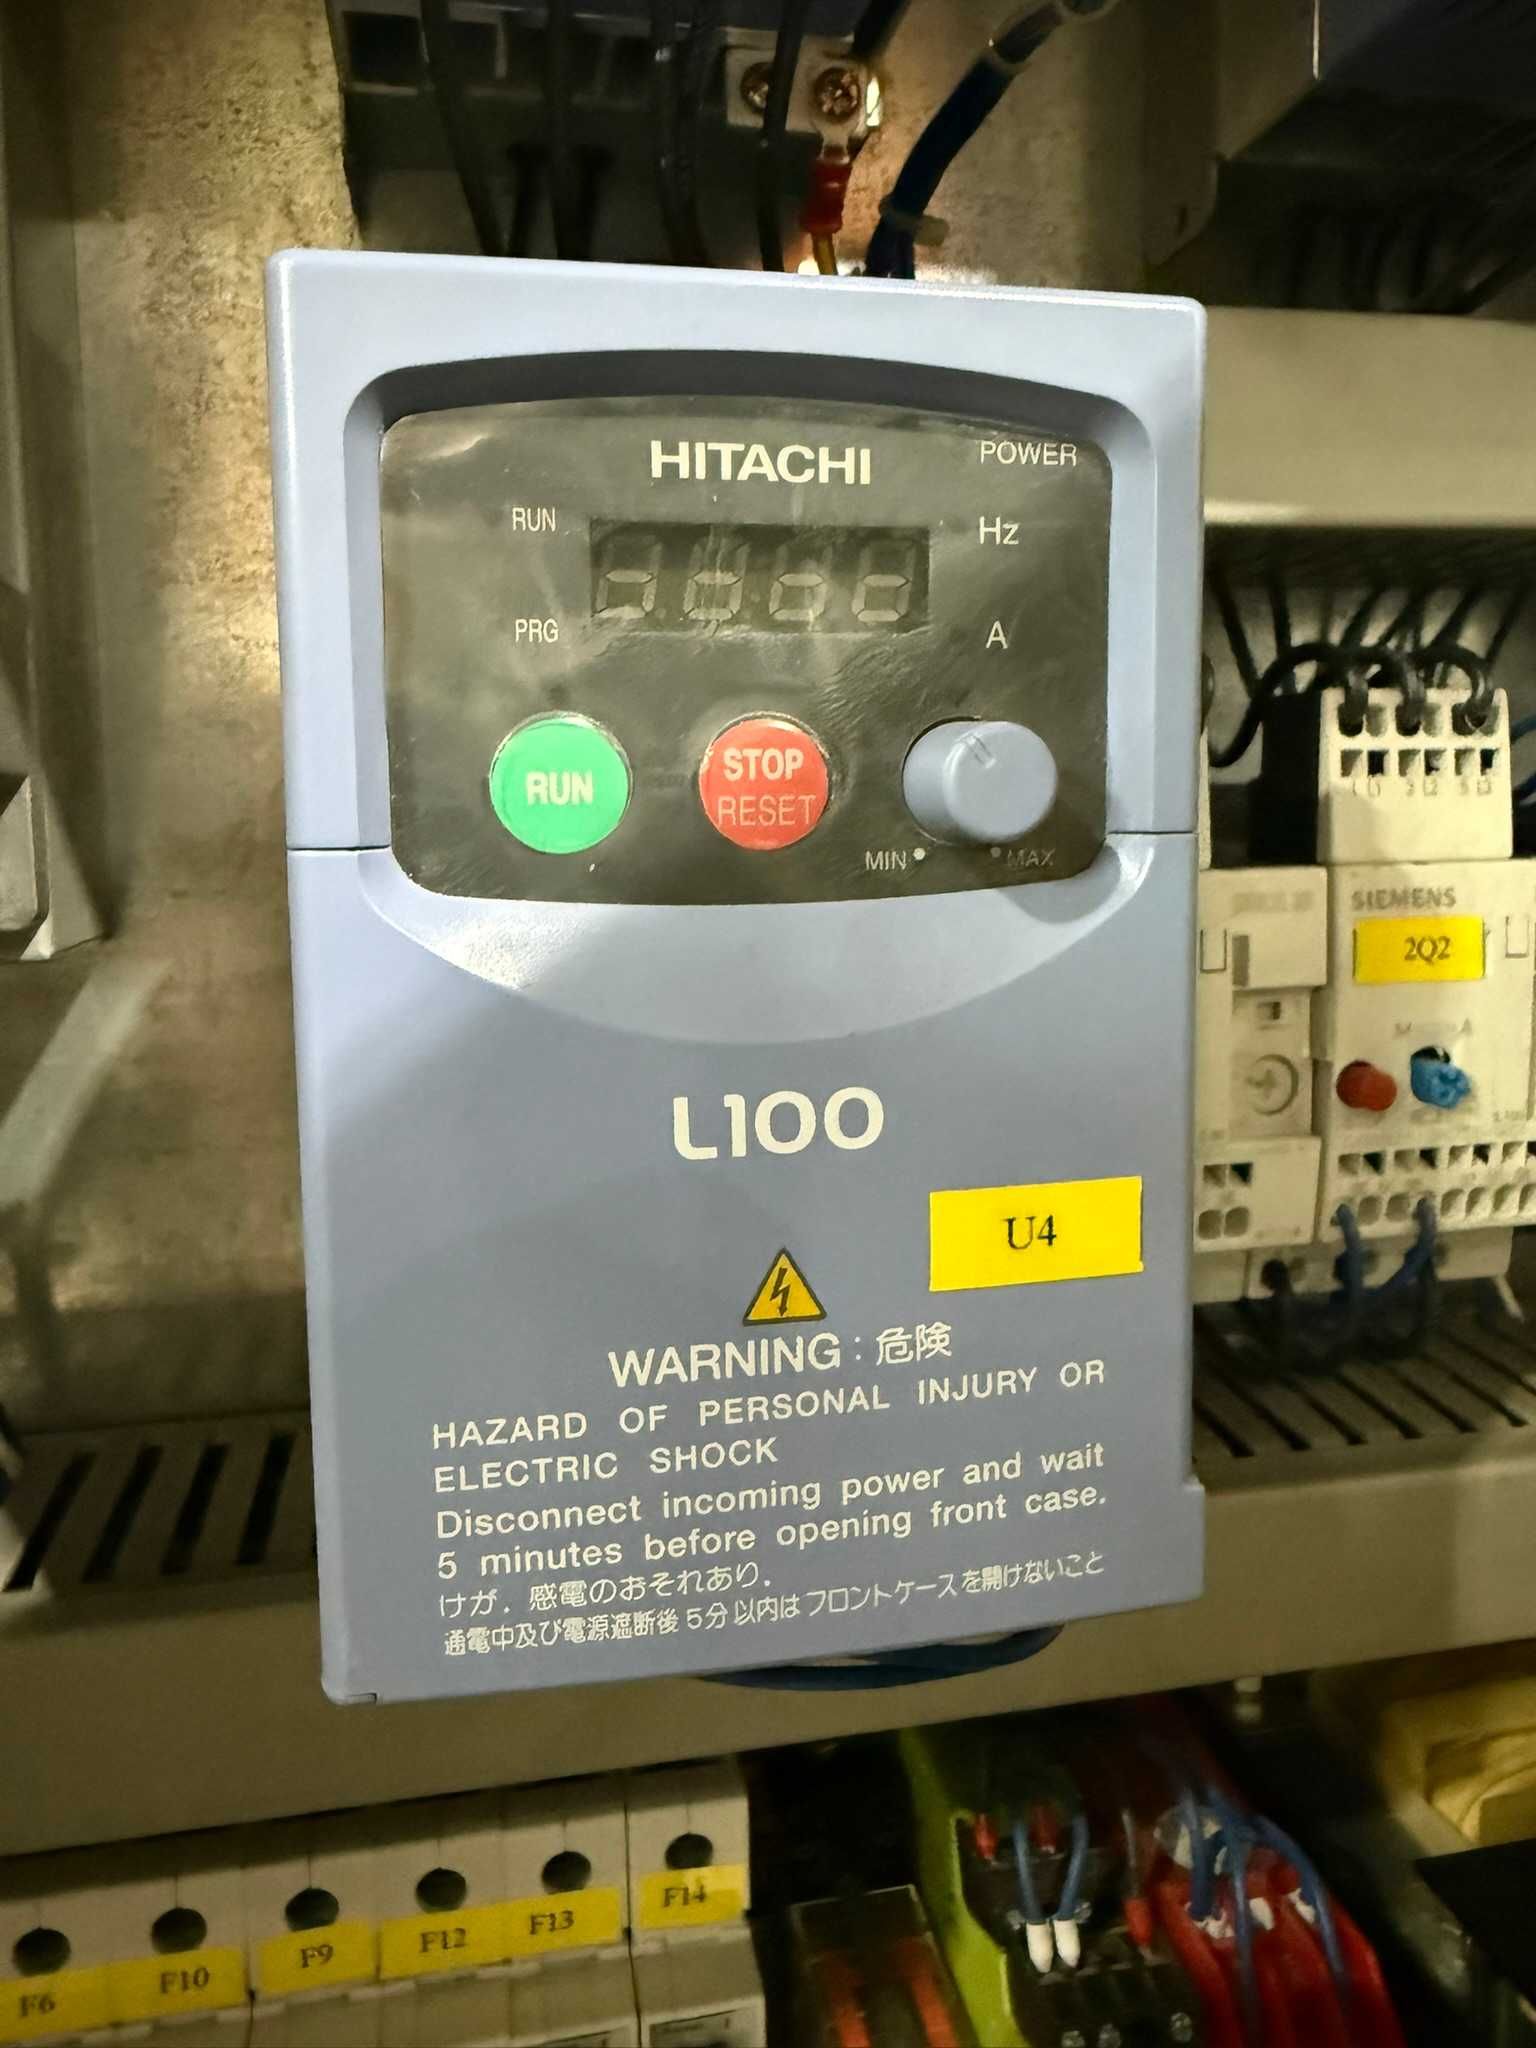 HITACHI
POWER
RUN
Hz
PRG
A
RUN
STOP
RESET
MIN
MAX
SIEMENS
2Q2
L100
U4
WARNING : 危険
HAZARD OF PERSONAL INJURY OR
ELECTRIC SHOCK
Disconnect incoming power and wait
5 minutes before opening front case.
けが．感電のおそれあり．
通電中及び電源遮断後5分以内はフロントケースを開けないこと
F6
F10
F9
F12
F13
F14